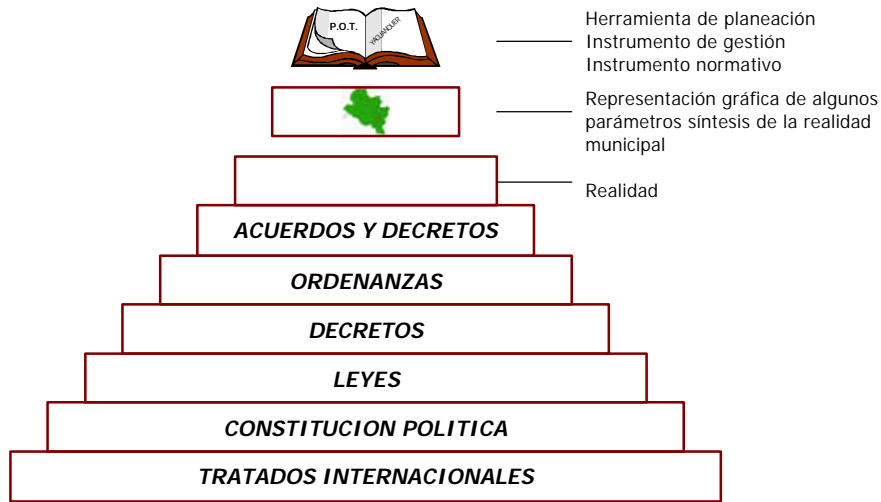 P.O.T.
YACUANQUER
Herramienta de planeación
Instrumento de gestión
Instrumento normativo
Representación gráfica de algunos
parámetros síntesis de la realidad
municipal
Realidad
ACUERDOS Y DECRETOS
ORDENANZAS
DECRETOS
LEYES
CONSTITUCION POLITICA
TRATADOS INTERNACIONALES